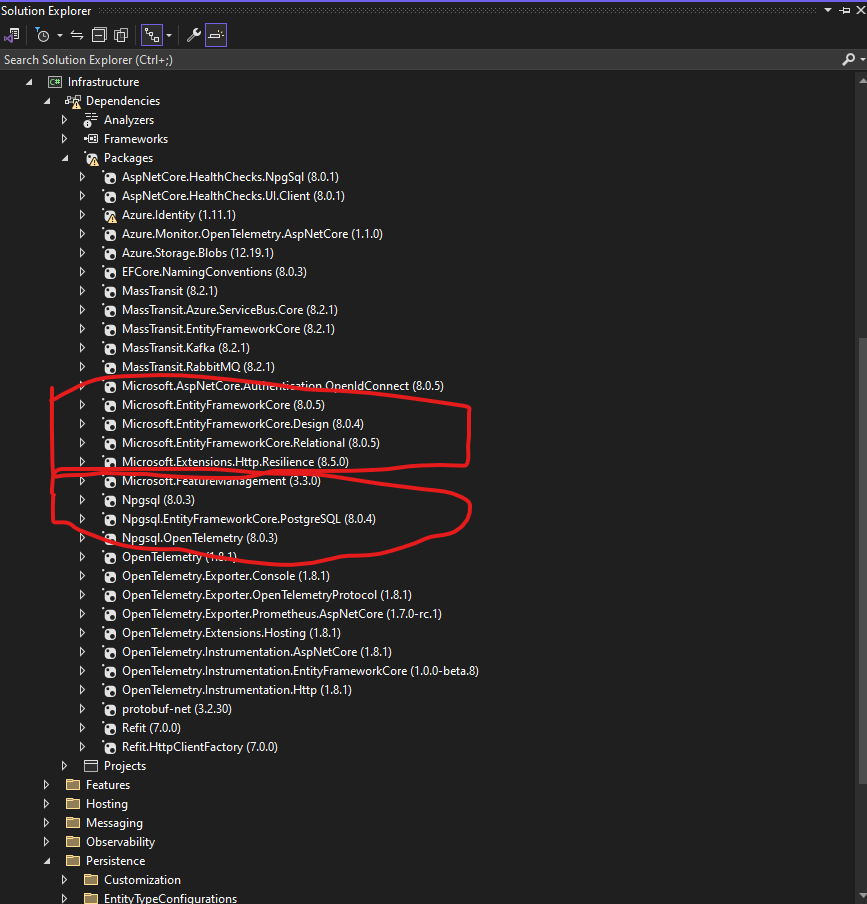 Solution Explorer
Search Solution Explorer (Ctrl+;)
C# Infrastructure
Dependencies
Analyzers
Frameworks
Packages
AspNetCore.HealthChecks.NpgSql (8.0.1)
AspNetCore.HealthChecks.UI.Client (8.0.1)
Azure.Identity (1.11.1)
Azure.Monitor.OpenTelemetry.AspNetCore (1.1.0)
Azure.Storage.Blobs (12.19.1)
EFCore.NamingConventions (8.0.3)
MassTransit (8.2.1)
MassTransit.Azure.ServiceBus.Core (8.2.1)
MassTransit.EntityFrameworkCore (8.2.1)
MassTransit.Kafka (8.2.1)
MassTransit.RabbitMQ (8.2.1)
Microsoft.AspNetCore.Authentication.OpenIdConnect (8.0.5)
Microsoft.EntityFrameworkCore (8.0.5)
Microsoft.EntityFrameworkCore.Design (8.0.4)
Microsoft.EntityFrameworkCore.Relational (8.0.5)
Microsoft.Extensions.Http.Resilience (8.5.0)
Microsoft.FeatureManagement (3.3.0)
Npgsql (8.0.3)
Npgsql.EntityFrameworkCore.PostgreSQL (8.0.4)
Npgsql.OpenTelemetry (8.0.3)
OpenTelemetry (1.8.1)
OpenTelemetry.Exporter.Console (1.8.1)
OpenTelemetry.Exporter.OpenTelemetryProtocol (1.8.1)
OpenTelemetry.Exporter.Prometheus.AspNetCore (1.7.0-rc.1)
OpenTelemetry.Extensions.Hosting (1.8.1)
OpenTelemetry.Instrumentation.AspNetCore (1.8.1)
OpenTelemetry.Instrumentation.EntityFrameworkCore (1.0.0-beta.8)
OpenTelemetry.Instrumentation.Http (1.8.1)
protobuf-net (3.2.30)
Refit (7.0.0)
Refit.HttpClientFactory (7.0.0)
Projects
Features
Hosting
Messaging
Observability
Persistence
Customization
EntityTypeConfigurations